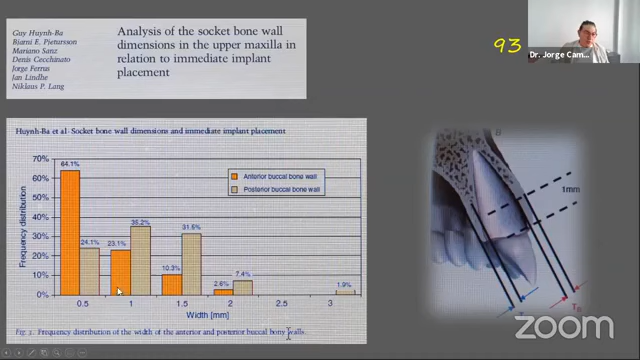 Guy Huynh-Ba
Bjarni E. Pjetursson
Mariano Sanz
Denis Cecchinato
Jorge Ferrus
Jan Lindhe
Niklaus P. Lang
Analysis of the socket bone wall
dimensions in the upper maxilla in
relation to immediate implant
placement
93
Dr. Jorge Cam...
Huynh-Ba et al · Socket bone wall dimensions and immediate implant placement
Frequency distribution
70%
60%
50%
40%
30%
20%
10%
0%
64.1%
24.1%
23.1%
35.2%
10.3%
31.5%
2.6%
7.4%
1.9%
Anterior buccal bone wall
Posterior buccal bone wall
0.5 1 1.5 2 2.5 3
Width [mm]
Frequency distribution of the width of the anterior and posterior buccal bony walls.
B
1mm
zoom